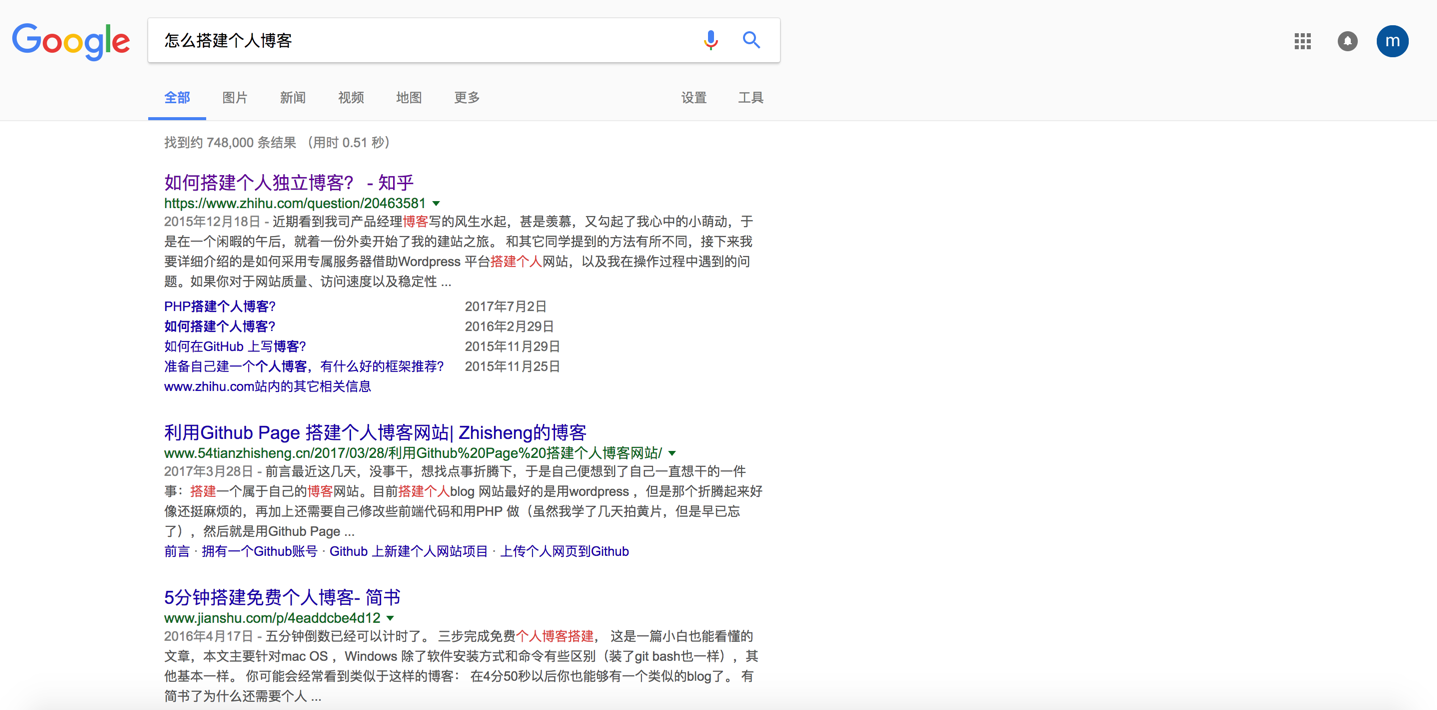 Google
怎么搭建个人博客
m
全部 图片 新闻 视频 地图 更多 设置 工具
找到约 748,000 条结果 （用时 0.51 秒）
如何搭建个人独立博客？ - 知乎
https://www.zhihu.com/question/20463581
2015年12月18日 - 近期看到我司产品经理博客写的风生水起，甚是羡慕，又勾起了我心中的小萌动，于
是在一个闲暇的午后，就着一份外卖开始了我的建站之旅。 和其它同学提到的方法有所不同，接下来我
要详细介绍的是如何采用专属服务器借助Wordpress 平台搭建个人网站，以及我在操作过程中遇到的问
题。如果你对于网站质量、访问速度以及稳定性 ...
PHP搭建个人博客? 2017年7月2日
如何搭建个人博客? 2016年2月29日
如何在GitHub 上写博客? 2015年11月29日
准备自己建一个个人博客，有什么好的框架推荐? 2015年11月25日
www.zhihu.com站内的其它相关信息
利用Github Page 搭建个人博客网站| Zhisheng的博客
www.54tianzhisheng.cn/2017/03/28/利用Github%20Page%20搭建个人博客网站/
2017年3月28日 - 前言最近这几天，没事干，想找点事折腾下，于是自己便想到了自己一直想干的一件
事：搭建一个属于自己的博客网站。目前搭建个人blog 网站最好的是用wordpress ，但是那个折腾起来好
像还挺麻烦的，再加上还需要自己修改些前端代码和用PHP 做（虽然我学了几天拍黄片，但是早已忘
了），然后就是用Github Page ...
前言 · 拥有一个Github账号 · Github 上新建个人网站项目 · 上传个人网页到Github
5分钟搭建免费个人博客- 简书
www.jianshu.com/p/4eaddcbe4d12
2016年4月17日 - 五分钟倒数已经可以计时了。 三步完成免费个人博客搭建， 这是一篇小白也能看懂的
文章，本文主要针对mac OS ，Windows 除了软件安装方式和命令有些区别（装了git bash也一样），其
他基本一样。 你可能会经常看到类似于这样的博客： 在4分50秒以后你也能够有一个类似的blog了。 有
简书了为什么还需要个人 ...